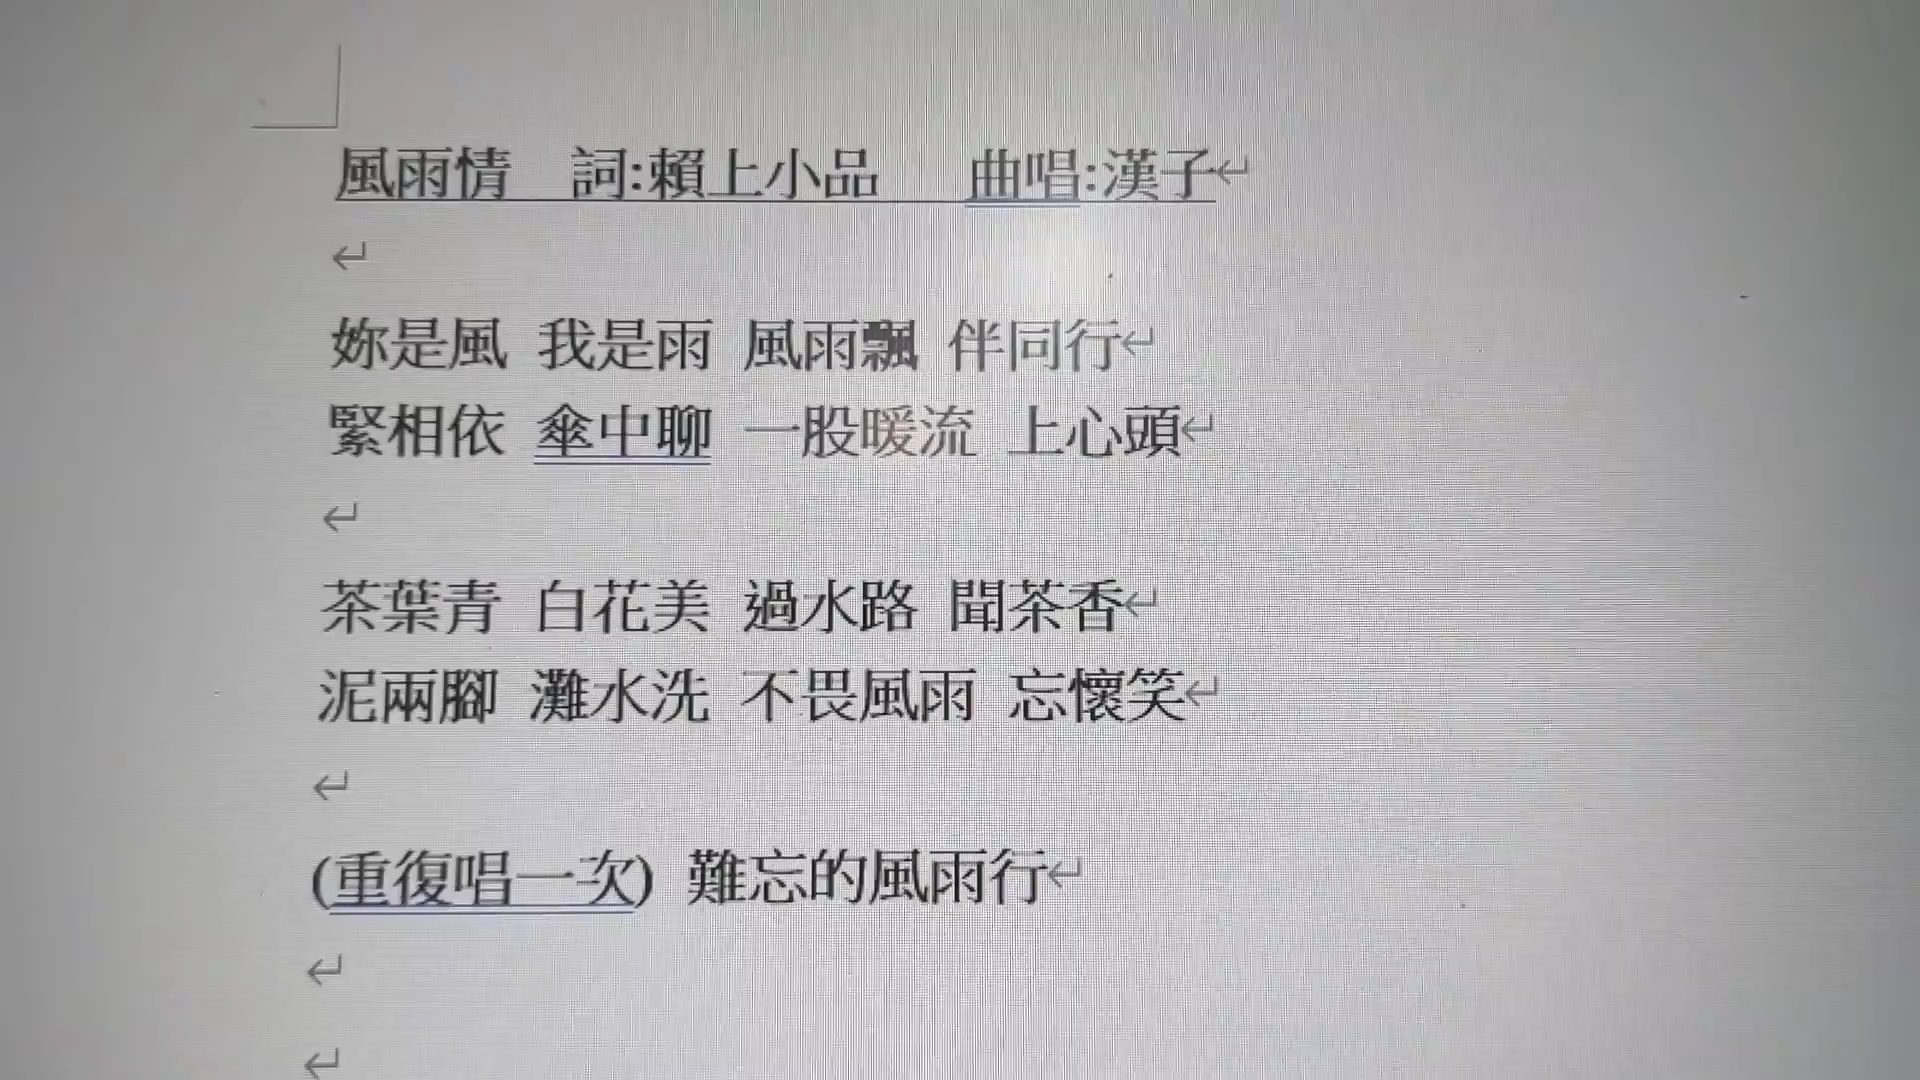 風雨情　詞:賴上小品　 曲唱:漢子
妳是風 我是雨 風雨飄 伴同行
緊相依 傘中聊 一股暖流 上心頭
茶葉青 白花美 過水路 聞茶香
泥兩腳 灘水洗 不畏風雨 忘懷笑
(重復唱一次) 難忘的風雨行